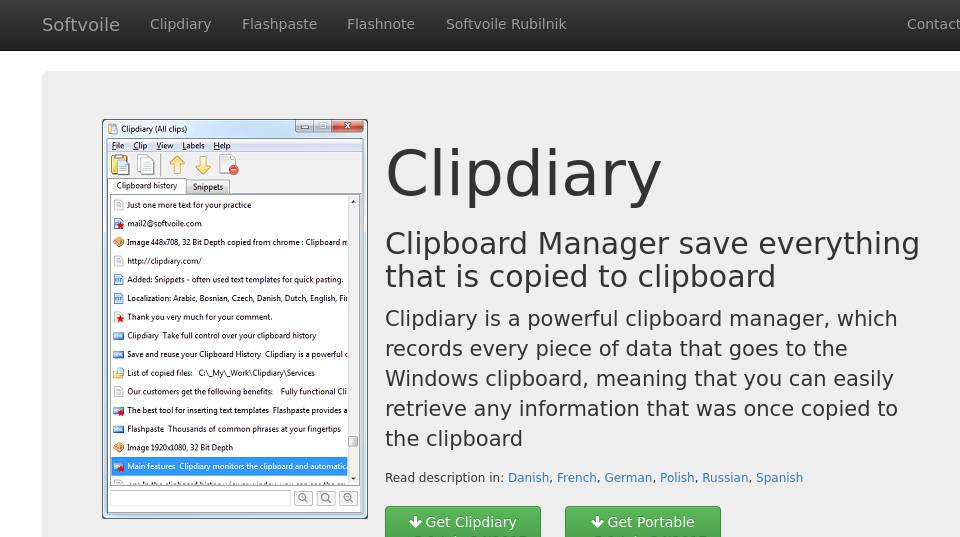 Softvoile Clipdiary Flashpaste Flashnote Softvoile Rubilnik Contact
Clipdiary (All clips)
File Clip View Labels Help
Clipboard history Snippets
Just one more text for your practice
mail2@softvoile.com
Image 448x708, 32 Bit Depth copied from chrome : Clipboard m
http://clipdiary.com/
Added: Snippets - often used text templates for quick pasting.
Localization: Arabic, Bosnian, Czech, Danish, Dutch, English, Fi
Thank you very much for your comment.
Clipdiary Take full control over your clipboard history
Save and reuse your Clipboard History Clipdiary is a powerful c
List of copied files: C:\_My\_Work\Clipdiary\Services
Our customers get the following benefits: Fully functional Cli
The best tool for inserting text templates Flashpaste provides a
Flashpaste Thousands of common phrases at your fingertips
Image 1920x1080, 32 Bit Depth
Main features Clipdiary monitors the clipboard and automatica
Clipdiary
Clipboard Manager save everything
that is copied to clipboard
Clipdiary is a powerful clipboard manager, which
records every piece of data that goes to the
Windows clipboard, meaning that you can easily
retrieve any information that was once copied to
the clipboard
Read description in: Danish, French, German, Polish, Russian, Spanish
Get Clipdiary Get Portable